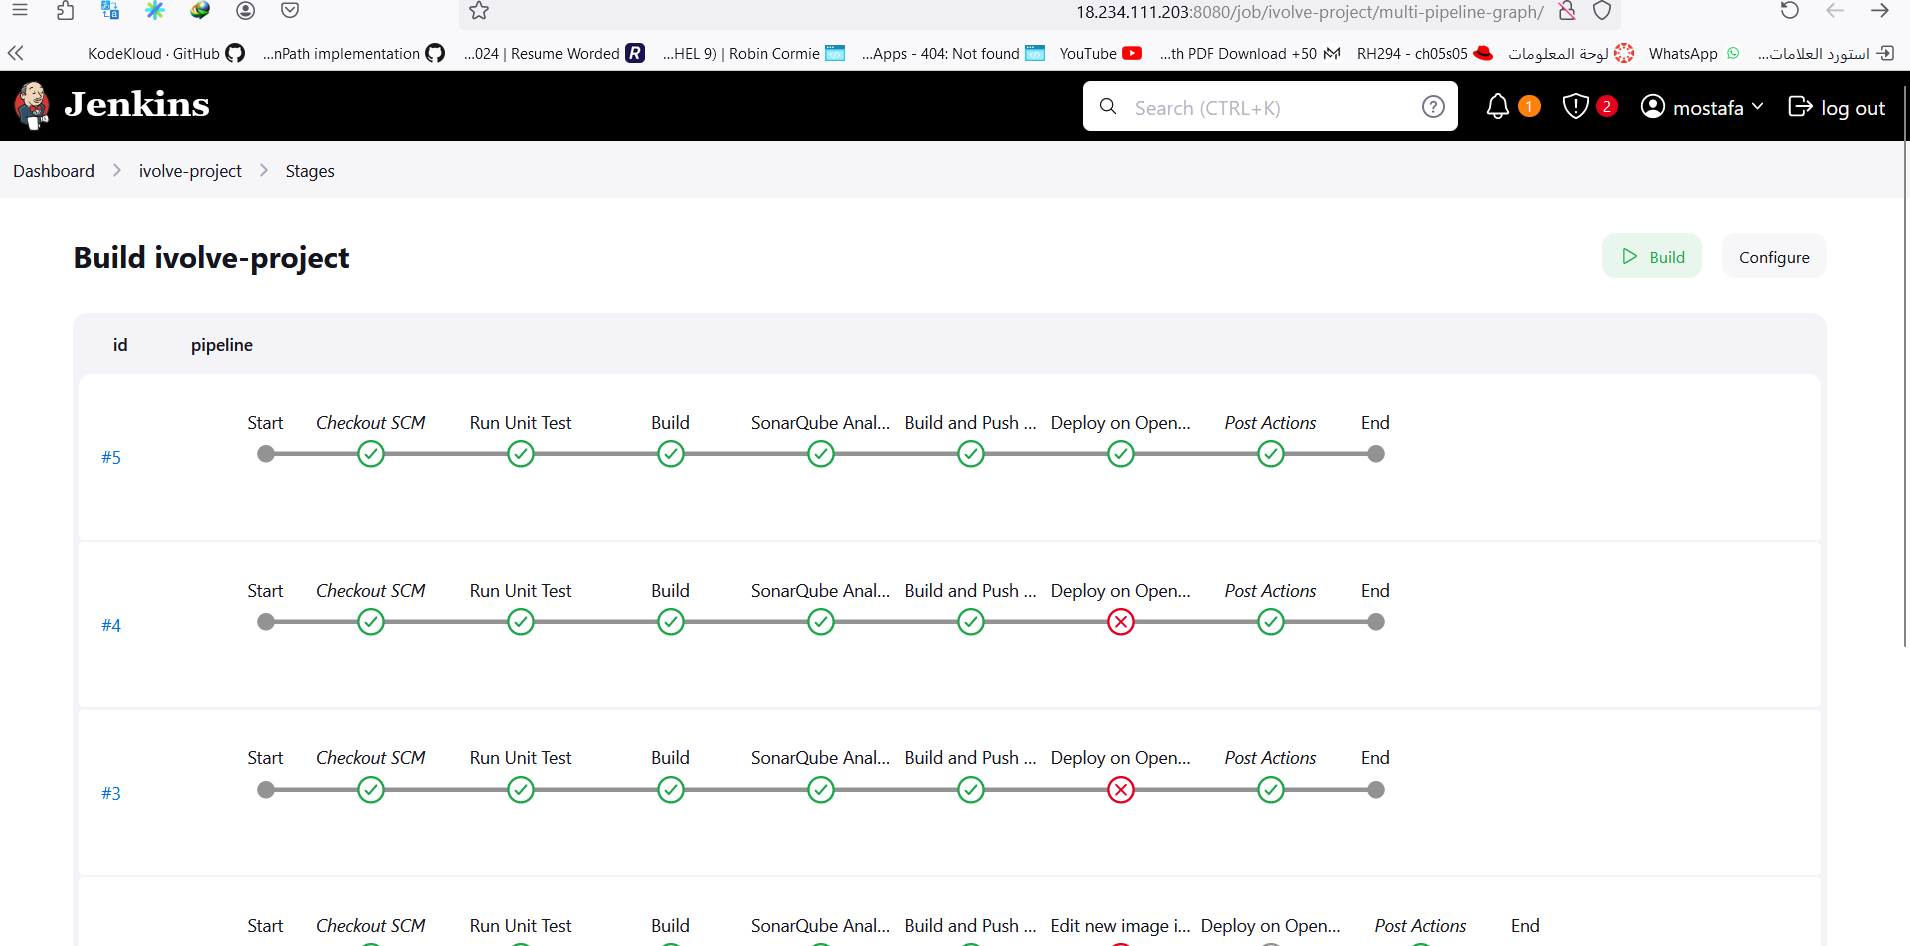 18.234.111.203:8080/job/ivolve-project/multi-pipeline-graph/
KodeKloud · GitHub
...nPath implementation
...024 | Resume Worded
R
...HEL 9) | Robin Cormie
...Apps - 404: Not found
YouTube
...th PDF Download +50
RH294 - ch05s05
لوحة المعلومات
WhatsApp
استورد العلامات...
Jenkins
Search (CTRL+K)
?
1
2
mostafa
log out
Dashboard
ivolve-project
Stages
Build ivolve-project
Build
Configure
id
pipeline
Start Checkout SCM Run Unit Test Build SonarQube Anal... Build and Push ... Deploy on Open... Post Actions End
#5
Start Checkout SCM Run Unit Test Build SonarQube Anal... Build and Push ... Deploy on Open... Post Actions End
#4
Start Checkout SCM Run Unit Test Build SonarQube Anal... Build and Push ... Deploy on Open... Post Actions End
#3
Start Checkout SCM Run Unit Test Build SonarQube Anal... Build and Push ... Edit new image i... Deploy on Open... Post Actions End